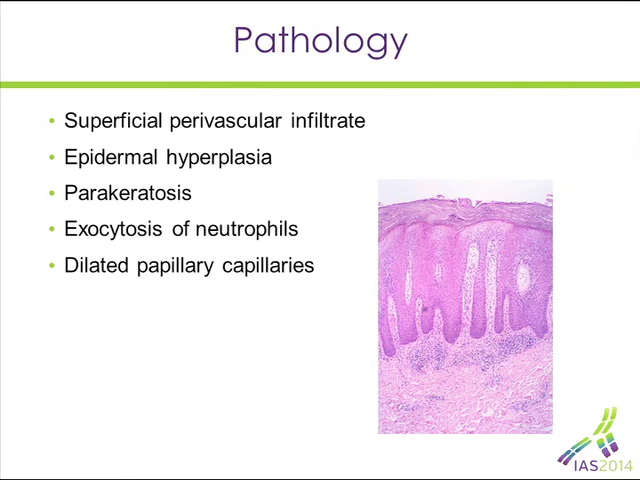 Pathology
• Superficial perivascular infiltrate
• Epidermal hyperplasia
• Parakeratosis
• Exocytosis of neutrophils
• Dilated papillary capillaries
IAS2014